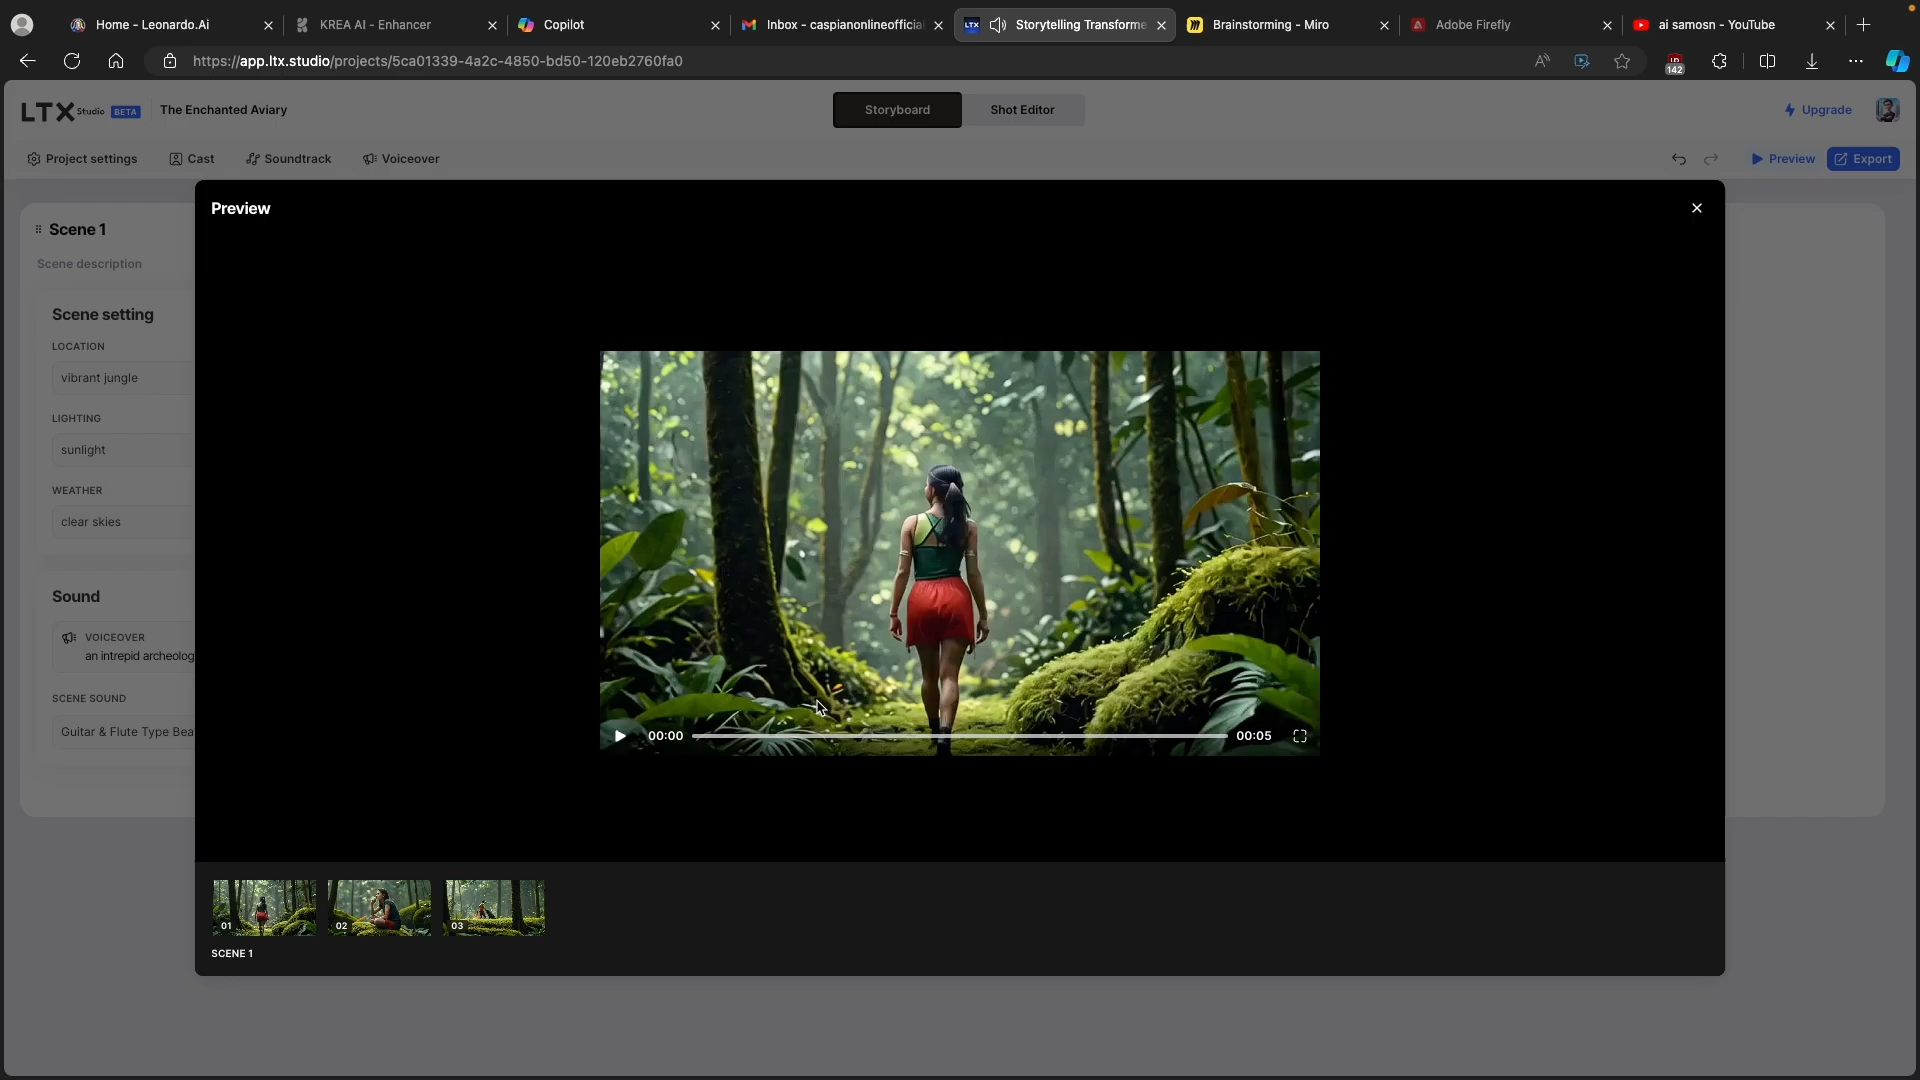 Home - Leonardo.Ai
KREA AI - Enhancer
Copilot
Inbox - caspianonlineofficial
LTX
Storytelling Transforme
Brainstorming - Miro
Adobe Firefly
ai samosn - YouTube
https://app.ltx.studio/projects/5ca01339-4a2c-4850-bd50-120eb2760fa0
142
LTX Studio BETA
The Enchanted Aviary
Storyboard
Shot Editor
Upgrade
Project settings
Cast
Soundtrack
Voiceover
Preview
Export
Preview
Scene 1
Scene description
Scene setting
LOCATION
vibrant jungle
LIGHTING
sunlight
WEATHER
clear skies
Sound
VOICEOVER
an intrepid archeolog
SCENE SOUND
Guitar & Flute Type Bea
00:00
00:05
01
02
03
SCENE 1